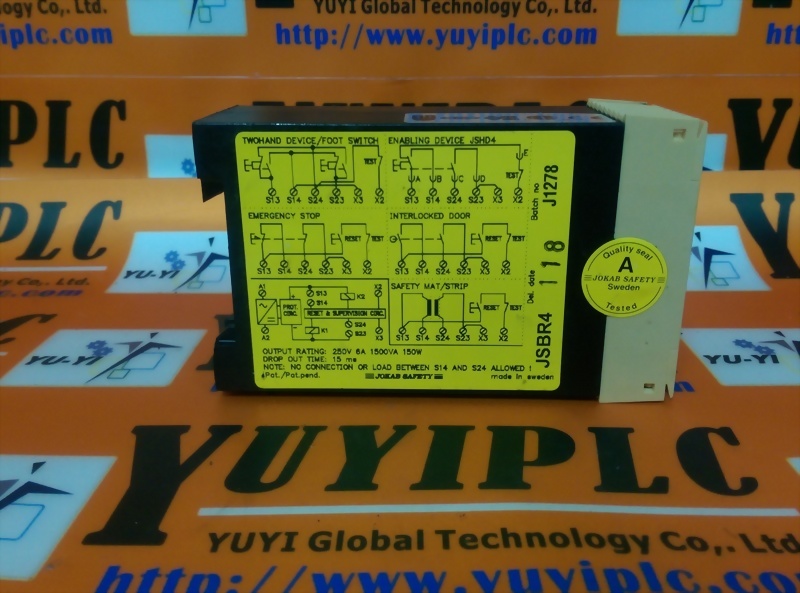 YUYI Global Technology Co,. Ltd.
http://www.yuyiplc.com
YUYIPLC
TWOHAND DEVICE/FOOT SWITCH
TEST
S13 S14 S24 S23 X3 X2
ENABLING DEVICE JSHD4
E
A B C D
TEST
S13 S14 S24 S23 X3 X2
EMERGENCY STOP
RESET TEST
S13 S14 S24 S23 X3 X2
INTERLOCKED DOOR
RESET TEST
S13 S14 S24 S23 X3 X2
A1 S13 X2
S14 K2
PROT. CIRC.
RESET & SUPERVISION CIRC.
K1 S24
S23
A2 X3
SAFETY MAT/STRIP
RESET TEST
S13 S14 S24 S23 X3 X2
OUTPUT RATING: 250V 6A 1500VA 150W
DROP OUT TIME: 15 ms
NOTE: NO CONNECTION OR LOAD BETWEEN S14 AND S24 ALLOWED !
Pat./Pat.pend.
JOKAB SAFETY
made in sweden
Batch no J1278
Del. date 118
JSBR4
Quality seal
A
JOKAB SAFETY
Sweden
Tested
YUYIPLC
YU-YI
YU-YI
YUYIPLC
YUYI Global Technology Co,. Ltd.
http://www.yuyiplc.com